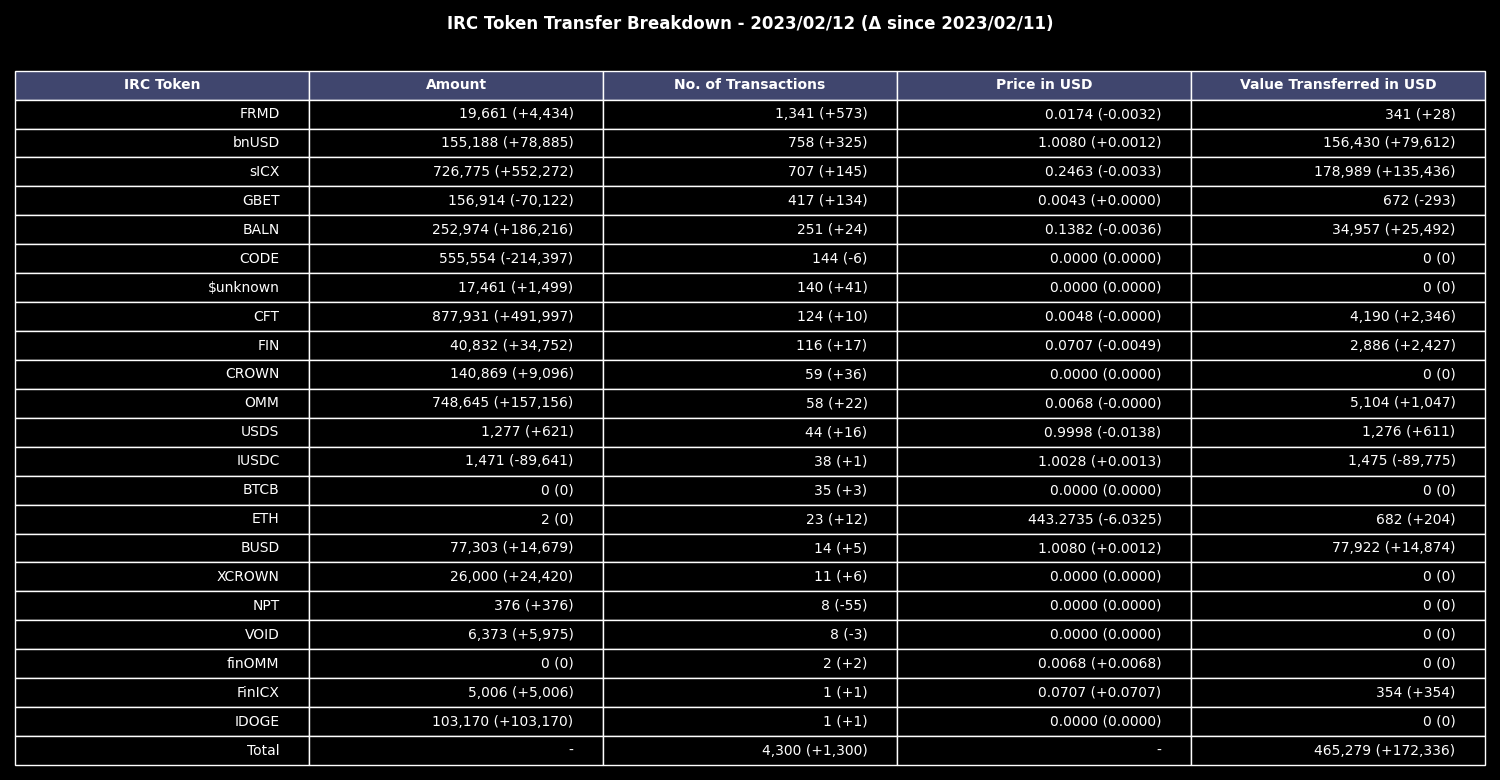 IRC Token Transfer Breakdown - 2023/02/12 (Δ since 2023/02/11)
IRC Token Amount No. of Transactions Price in USD Value Transferred in USD
FRMD 19,661 (+4,434) 1,341 (+573) 0.0174 (-0.0032) 341 (+28)
bnUSD 155,188 (+78,885) 758 (+325) 1.0080 (+0.0012) 156,430 (+79,612)
sICX 726,775 (+552,272) 707 (+145) 0.2463 (-0.0033) 178,989 (+135,436)
GBET 156,914 (-70,122) 417 (+134) 0.0043 (+0.0000) 672 (-293)
BALN 252,974 (+186,216) 251 (+24) 0.1382 (-0.0036) 34,957 (+25,492)
CODE 555,554 (-214,397) 144 (-6) 0.0000 (0.0000) 0 (0)
$unknown 17,461 (+1,499) 140 (+41) 0.0000 (0.0000) 0 (0)
CFT 877,931 (+491,997) 124 (+10) 0.0048 (-0.0000) 4,190 (+2,346)
FIN 40,832 (+34,752) 116 (+17) 0.0707 (-0.0049) 2,886 (+2,427)
CROWN 140,869 (+9,096) 59 (+36) 0.0000 (0.0000) 0 (0)
OMM 748,645 (+157,156) 58 (+22) 0.0068 (-0.0000) 5,104 (+1,047)
USDS 1,277 (+621) 44 (+16) 0.9998 (-0.0138) 1,276 (+611)
IUSDC 1,471 (-89,641) 38 (+1) 1.0028 (+0.0013) 1,475 (-89,775)
BTCB 0 (0) 35 (+3) 0.0000 (0.0000) 0 (0)
ETH 2 (0) 23 (+12) 443.2735 (-6.0325) 682 (+204)
BUSD 77,303 (+14,679) 14 (+5) 1.0080 (+0.0012) 77,922 (+14,874)
XCROWN 26,000 (+24,420) 11 (+6) 0.0000 (0.0000) 0 (0)
NPT 376 (+376) 8 (-55) 0.0000 (0.0000) 0 (0)
VOID 6,373 (+5,975) 8 (-3) 0.0000 (0.0000) 0 (0)
finOMM 0 (0) 2 (+2) 0.0068 (+0.0068) 0 (0)
FinICX 5,006 (+5,006) 1 (+1) 0.0707 (+0.0707) 354 (+354)
IDOGE 103,170 (+103,170) 1 (+1) 0.0000 (0.0000) 0 (0)
Total - 4,300 (+1,300) - 465,279 (+172,336)